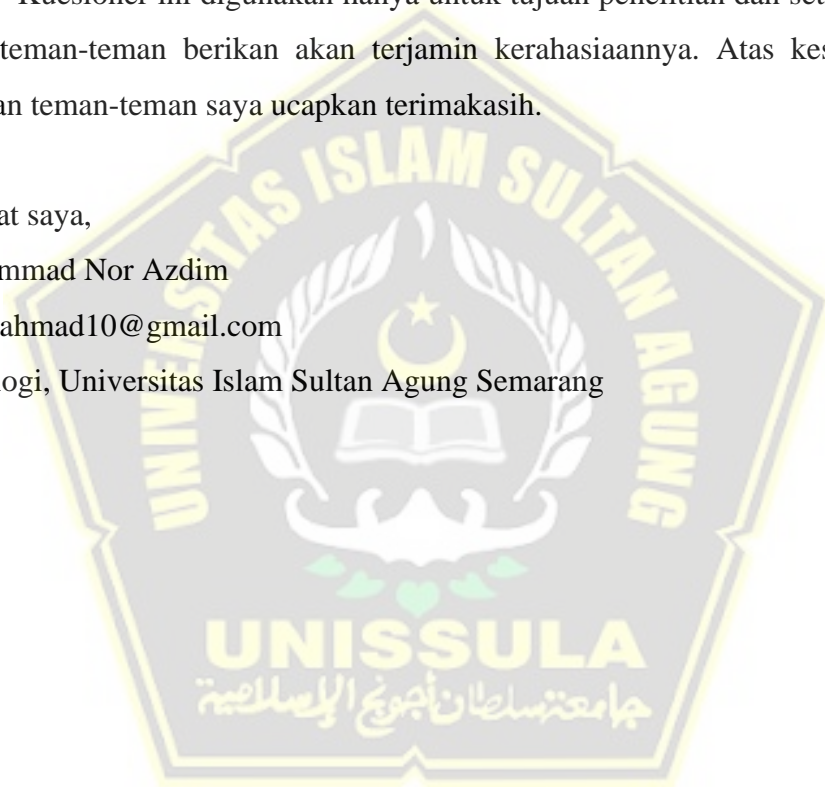 Kuesioner ini digunakan hanya untuk tujuan penelitian dan set
teman-teman berikan akan terjamin kerahasiaannya. Atas kes
an teman-teman saya ucapkan terimakasih.
at saya,
mmad Nor Azdim
ahmad10@gmail.com
logi, Universitas Islam Sultan Agung Semarang
UNIVERSITAS ISLAM SULTAN AGUNG
UNISSULA
جامعة سلطان أجونج الإسلامية